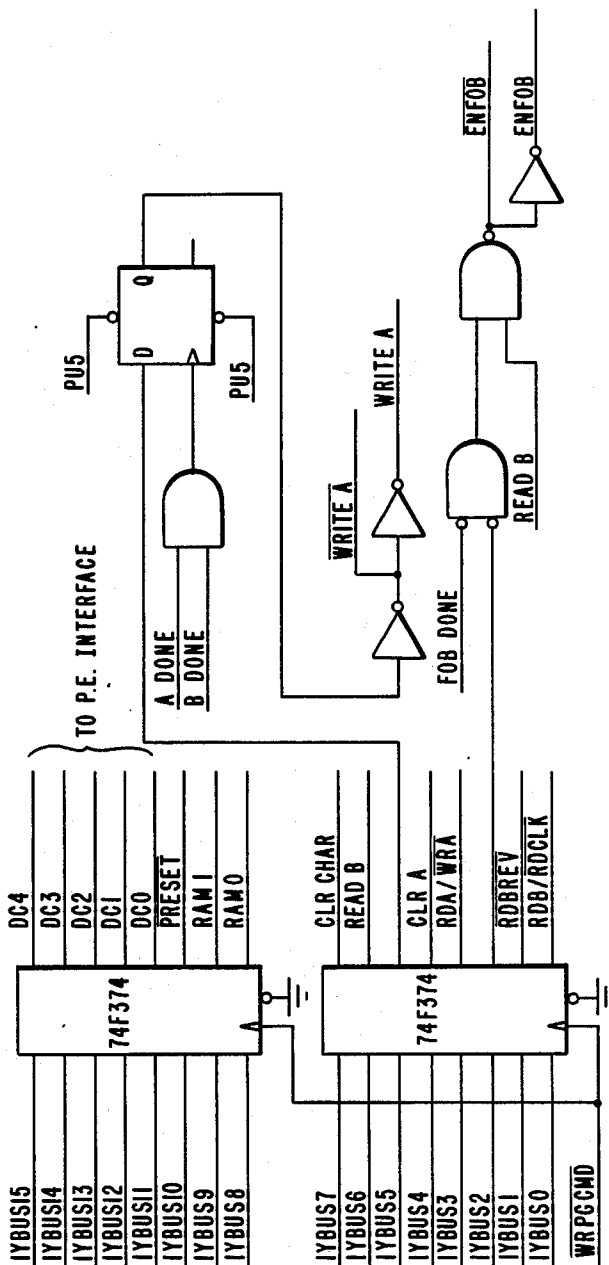 IYBUS15
IYBUS14
IYBUS13
IYBUS12
IYBUS11
IYBUS10
IYBUS9
IYBUS8
74F374
DC4
DC3
DC2
DC1
DC0
PRESET
RAM1
RAM0
TO P.E. INTERFACE
IYBUS7
IYBUS6
IYBUS5
IYBUS4
IYBUS3
IYBUS2
IYBUS1
IYBUS0
WRPGCMD
74F374
CLR CHAR
READ B
CLR A
RDA/WRA
RDBREV
RDB/RDCLK
A DONE
B DONE
PU5
D
Q
PU5
WRITE A
WRITE A
FOB DONE
READ B
ENFOB
ENFOB